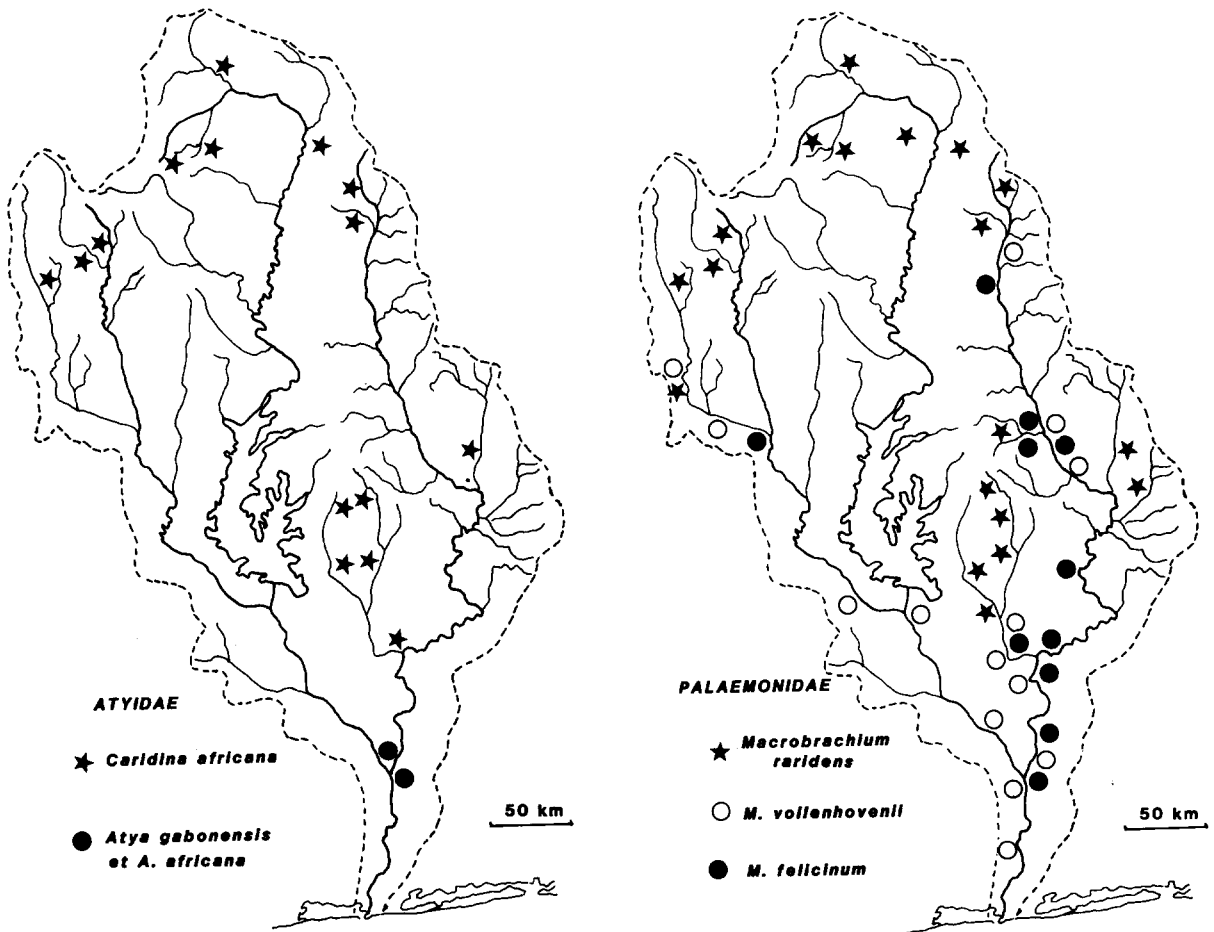 ATYIDAE
Caridina africana
Atya gabonensis
et A. africana
50 km
PALAEMONIDAE
Macrobrachium
raridens
M. vollenhovenii
M. felicinum
50 km